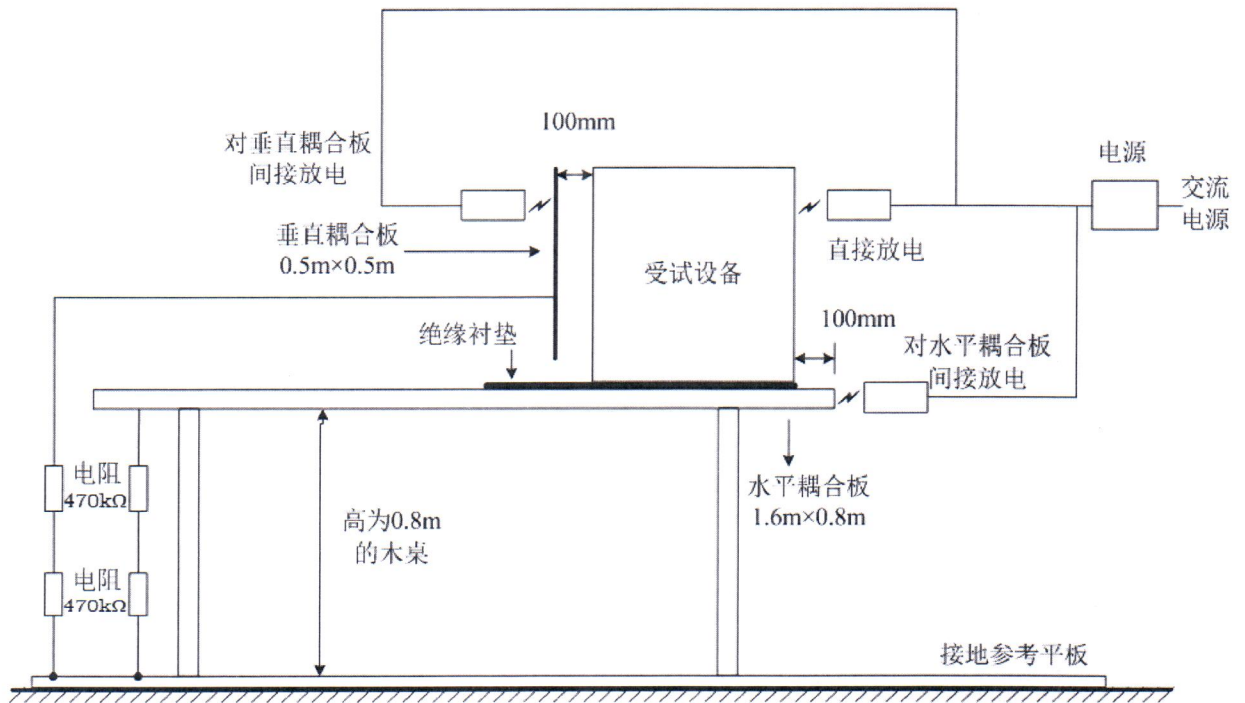 100mm
对垂直耦合板
间接放电
电源
交流
电源
垂直耦合板
0.5m×0.5m
受试设备
直接放电
绝缘衬垫
100mm
对水平耦合板
间接放电
电阻
470kΩ
水平耦合板
1.6m×0.8m
高为0.8m
的木桌
电阻
470kΩ
接地参考平板